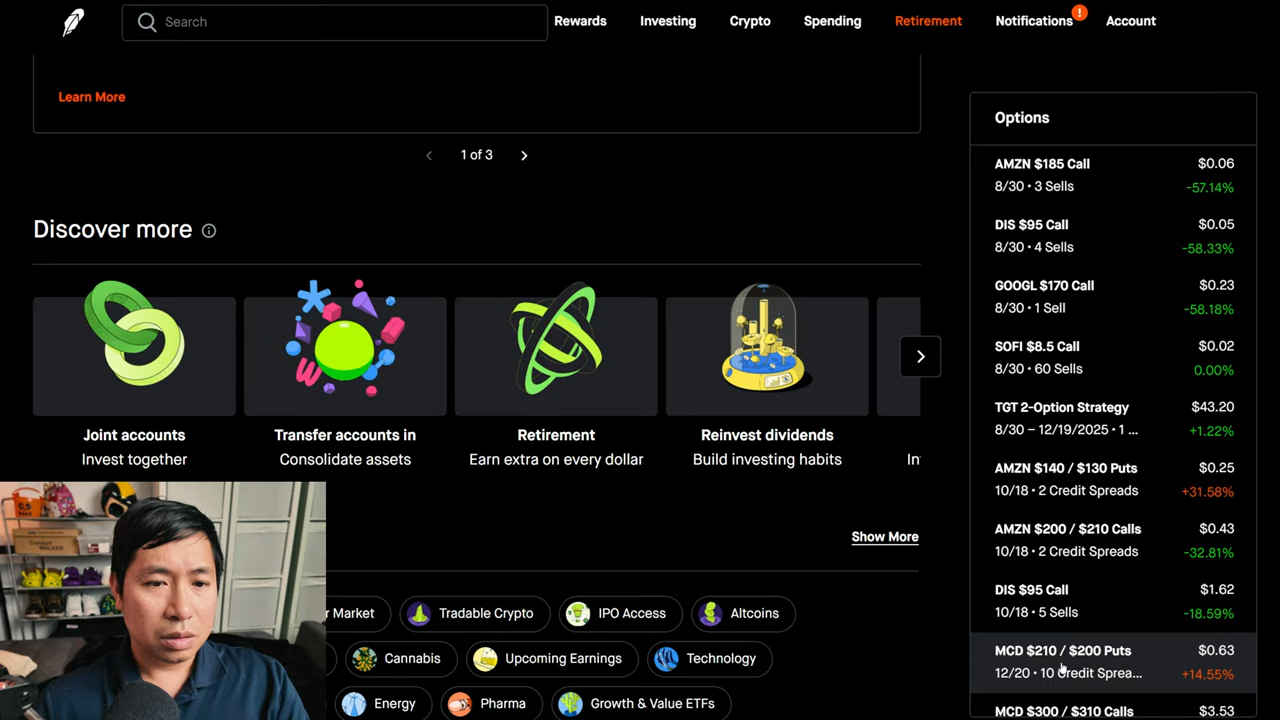 Search
Rewards
Investing
Crypto
Spending
Retirement
Notifications
!
Account
Learn More
1 of 3
Discover more
Joint accounts
Invest together
Transfer accounts in
Consolidate assets
Retirement
Earn extra on every dollar
Reinvest dividends
Build investing habits
In
Show More
r Market
Tradable Crypto
IPO Access
Altcoins
Cannabis
Upcoming Earnings
Technology
Energy
Pharma
Growth & Value ETFs
Options
AMZN $185 Call $0.06
8/30 • 3 Sells -57.14%
DIS $95 Call $0.05
8/30 • 4 Sells -58.33%
GOOGL $170 Call $0.23
8/30 • 1 Sell -58.18%
SOFI $8.5 Call $0.02
8/30 • 60 Sells 0.00%
TGT 2-Option Strategy $43.20
8/30 – 12/19/2025 • 1 ... +1.22%
AMZN $140 / $130 Puts $0.25
10/18 • 2 Credit Spreads +31.58%
AMZN $200 / $210 Calls $0.43
10/18 • 2 Credit Spreads -32.81%
DIS $95 Call $1.62
10/18 • 5 Sells -18.59%
MCD $210 / $200 Puts $0.63
12/20 • 10 Credit Sprea... +14.55%
MCD $300 / $310 Calls $3.53